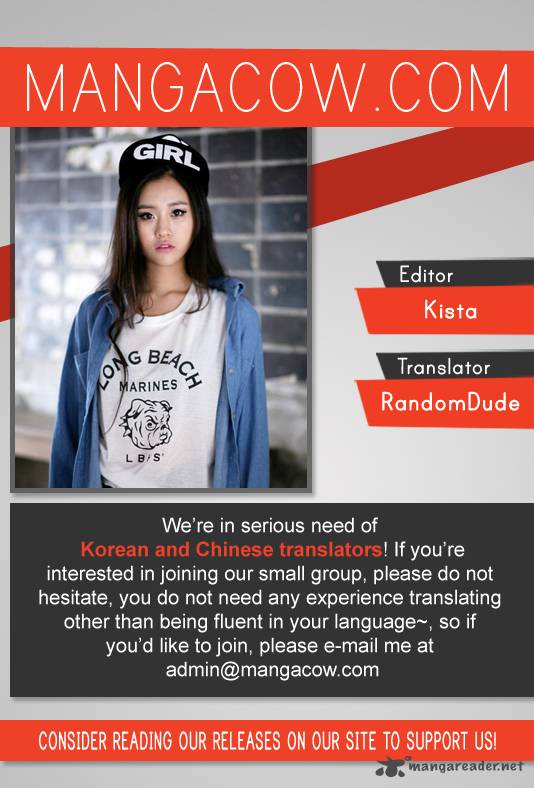 MANGACOW.COM
GIRL
LONG BEACH
MARINES
Editor
Kista
Translator
RandomDude
We're in serious need of
Korean and Chinese translators! If you're
interested in joining our small group, please do not
hesitate, you do not need any experience translating
other than being fluent in your language~, so if
you'd like to join, please e-mail me at
admin@mangacow.com
CONSIDER READING OUR RELEASES ON OUR SITE TO SUPPORT US!
mangareader.net